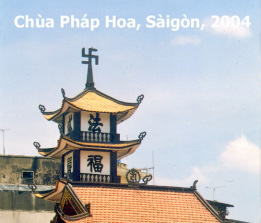 Chùa Pháp Hoa, Sàigòn, 2004
法
福